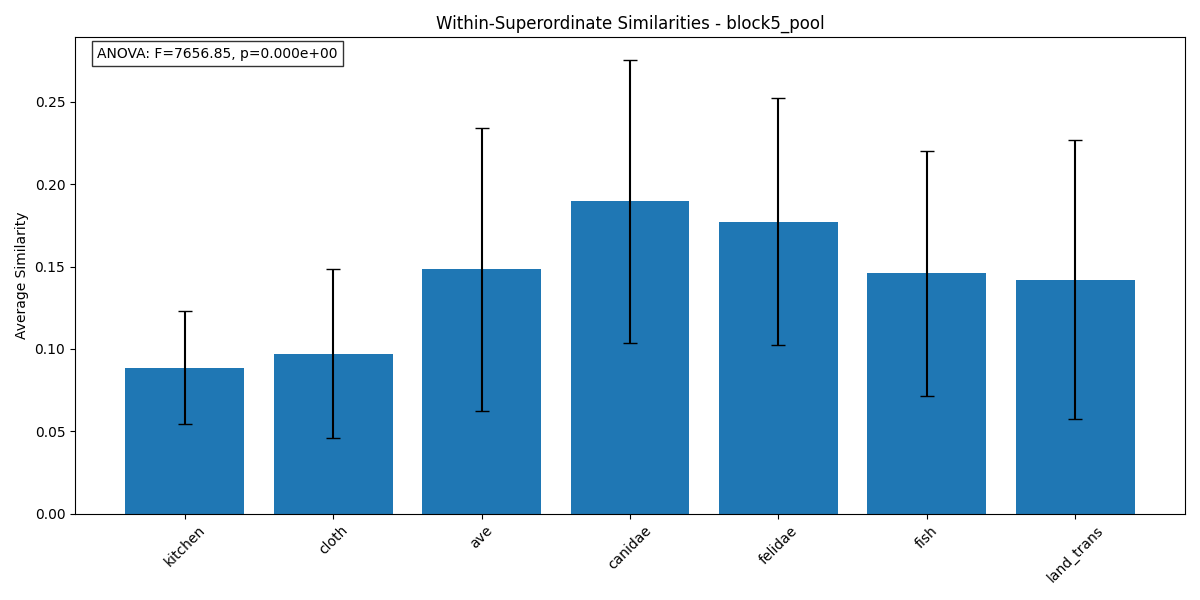 Within-Superordinate Similarities - block5_pool
ANOVA: F=7656.85, p=0.000e+00
Average Similarity
0.25
0.20
0.15
0.10
0.05
0.00
kitchen
cloth
ave
canidae
felidae
fish
land_trans